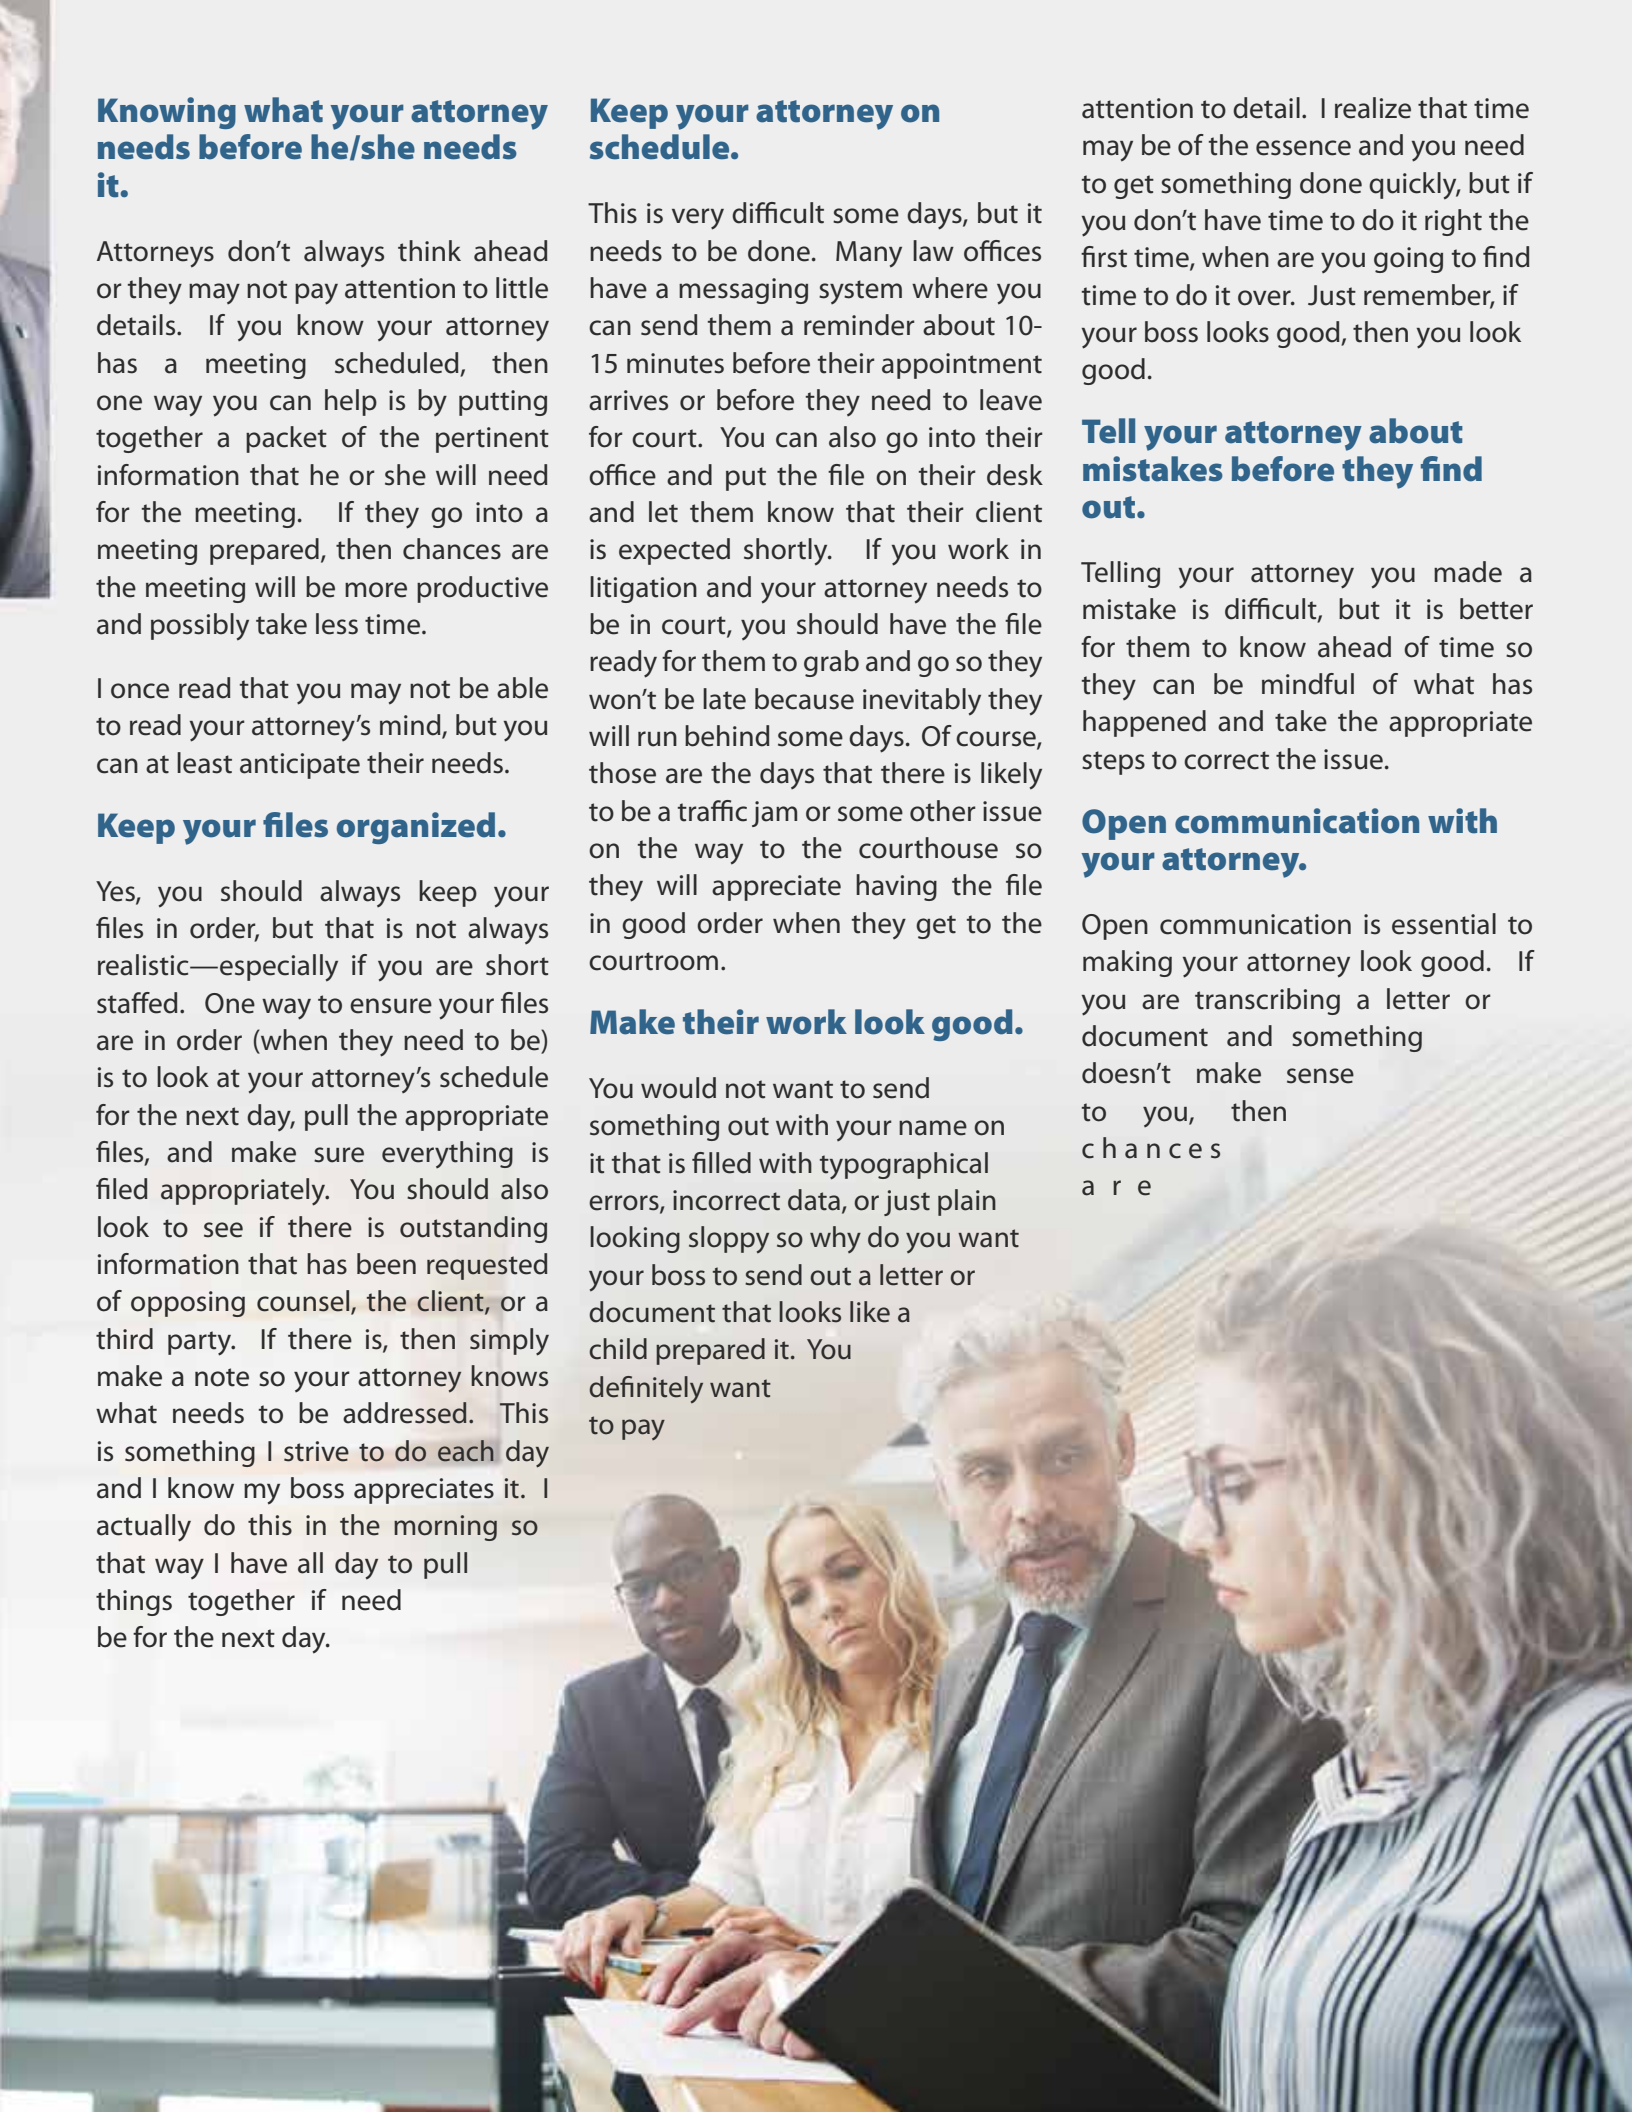 Knowing what your attorney
needs before he/she needs
it.
Attorneys don't always think ahead
or they may not pay attention to little
details.  If you know your attorney
has a meeting scheduled, then
one way you can help is by putting
together a packet of the pertinent
information that he or she will need
for the meeting.   If they go into a
meeting prepared, then chances are
the meeting will be more productive
and possibly take less time.
I once read that you may not be able
to read your attorney's mind, but you
can at least anticipate their needs.
Keep your files organized.
Yes, you should always keep your
files in order, but that is not always
realistic—especially if you are short
staffed.  One way to ensure your files
are in order (when they need to be)
is to look at your attorney's schedule
for the next day, pull the appropriate
files, and make sure everything is
filed appropriately.  You should also
look to see if there is outstanding
information that has been requested
of opposing counsel, the client, or a
third party.  If there is, then simply
make a note so your attorney knows
what needs to be addressed.  This
is something I strive to do each day
and I know my boss appreciates it.  I
actually do this in the morning so
that way I have all day to pull
things together if need
be for the next day.
Keep your attorney on
schedule.
This is very difficult some days, but it
needs to be done.  Many law offices
have a messaging system where you
can send them a reminder about 10-
15 minutes before their appointment
arrives or before they need to leave
for court.  You can also go into their
office and put the file on their desk
and let them know that their client
is expected shortly.   If you work in
litigation and your attorney needs to
be in court, you should have the file
ready for them to grab and go so they
won't be late because inevitably they
will run behind some days.  Of course,
those are the days that there is likely
to be a traffic jam or some other issue
on the way to the courthouse so
they will appreciate having the file
in good order when they get to the
courtroom.
Make their work look good.
You would not want to send
something out with your name on
it that is filled with typographical
errors, incorrect data, or just plain
looking sloppy so why do you want
your boss to send out a letter or
document that looks like a
child prepared it.  You
definitely want
to pay
attention to detail.  I realize that time
may be of the essence and you need
to get something done quickly, but if
you don't have time to do it right the
first time, when are you going to find
time to do it over.  Just remember, if
your boss looks good, then you look
good.
Tell your attorney about
mistakes before they find
out.
Telling your attorney you made a
mistake is difficult, but it is better
for them to know ahead of time so
they can be mindful of what has
happened and take the appropriate
steps to correct the issue.
Open communication with
your attorney.
Open communication is essential to
making your attorney look good.   If
you are transcribing a letter or
document and something
doesn't make sense
to you, then
chances
are